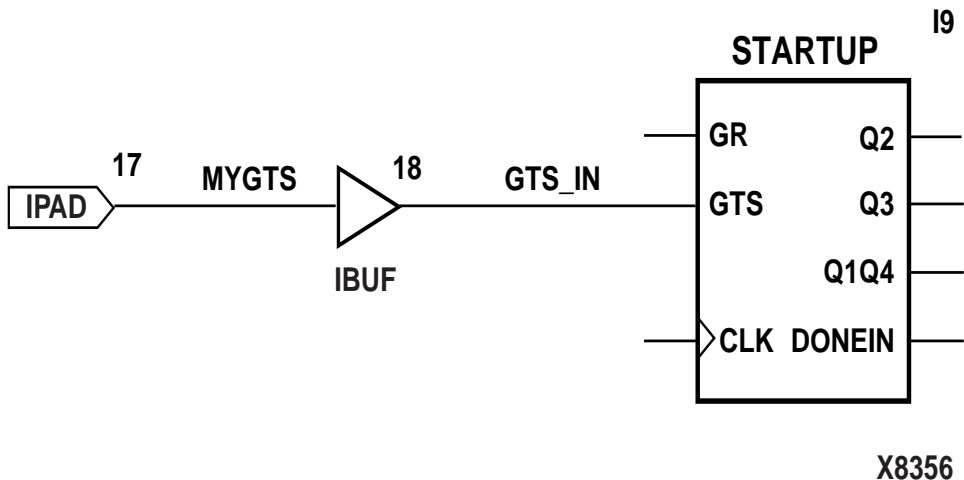 I9
STARTUP
GR Q2
17 MYGTS 18 GTS_IN
IPAD GTS Q3
IBUF Q1Q4
CLK DONEIN
X8356